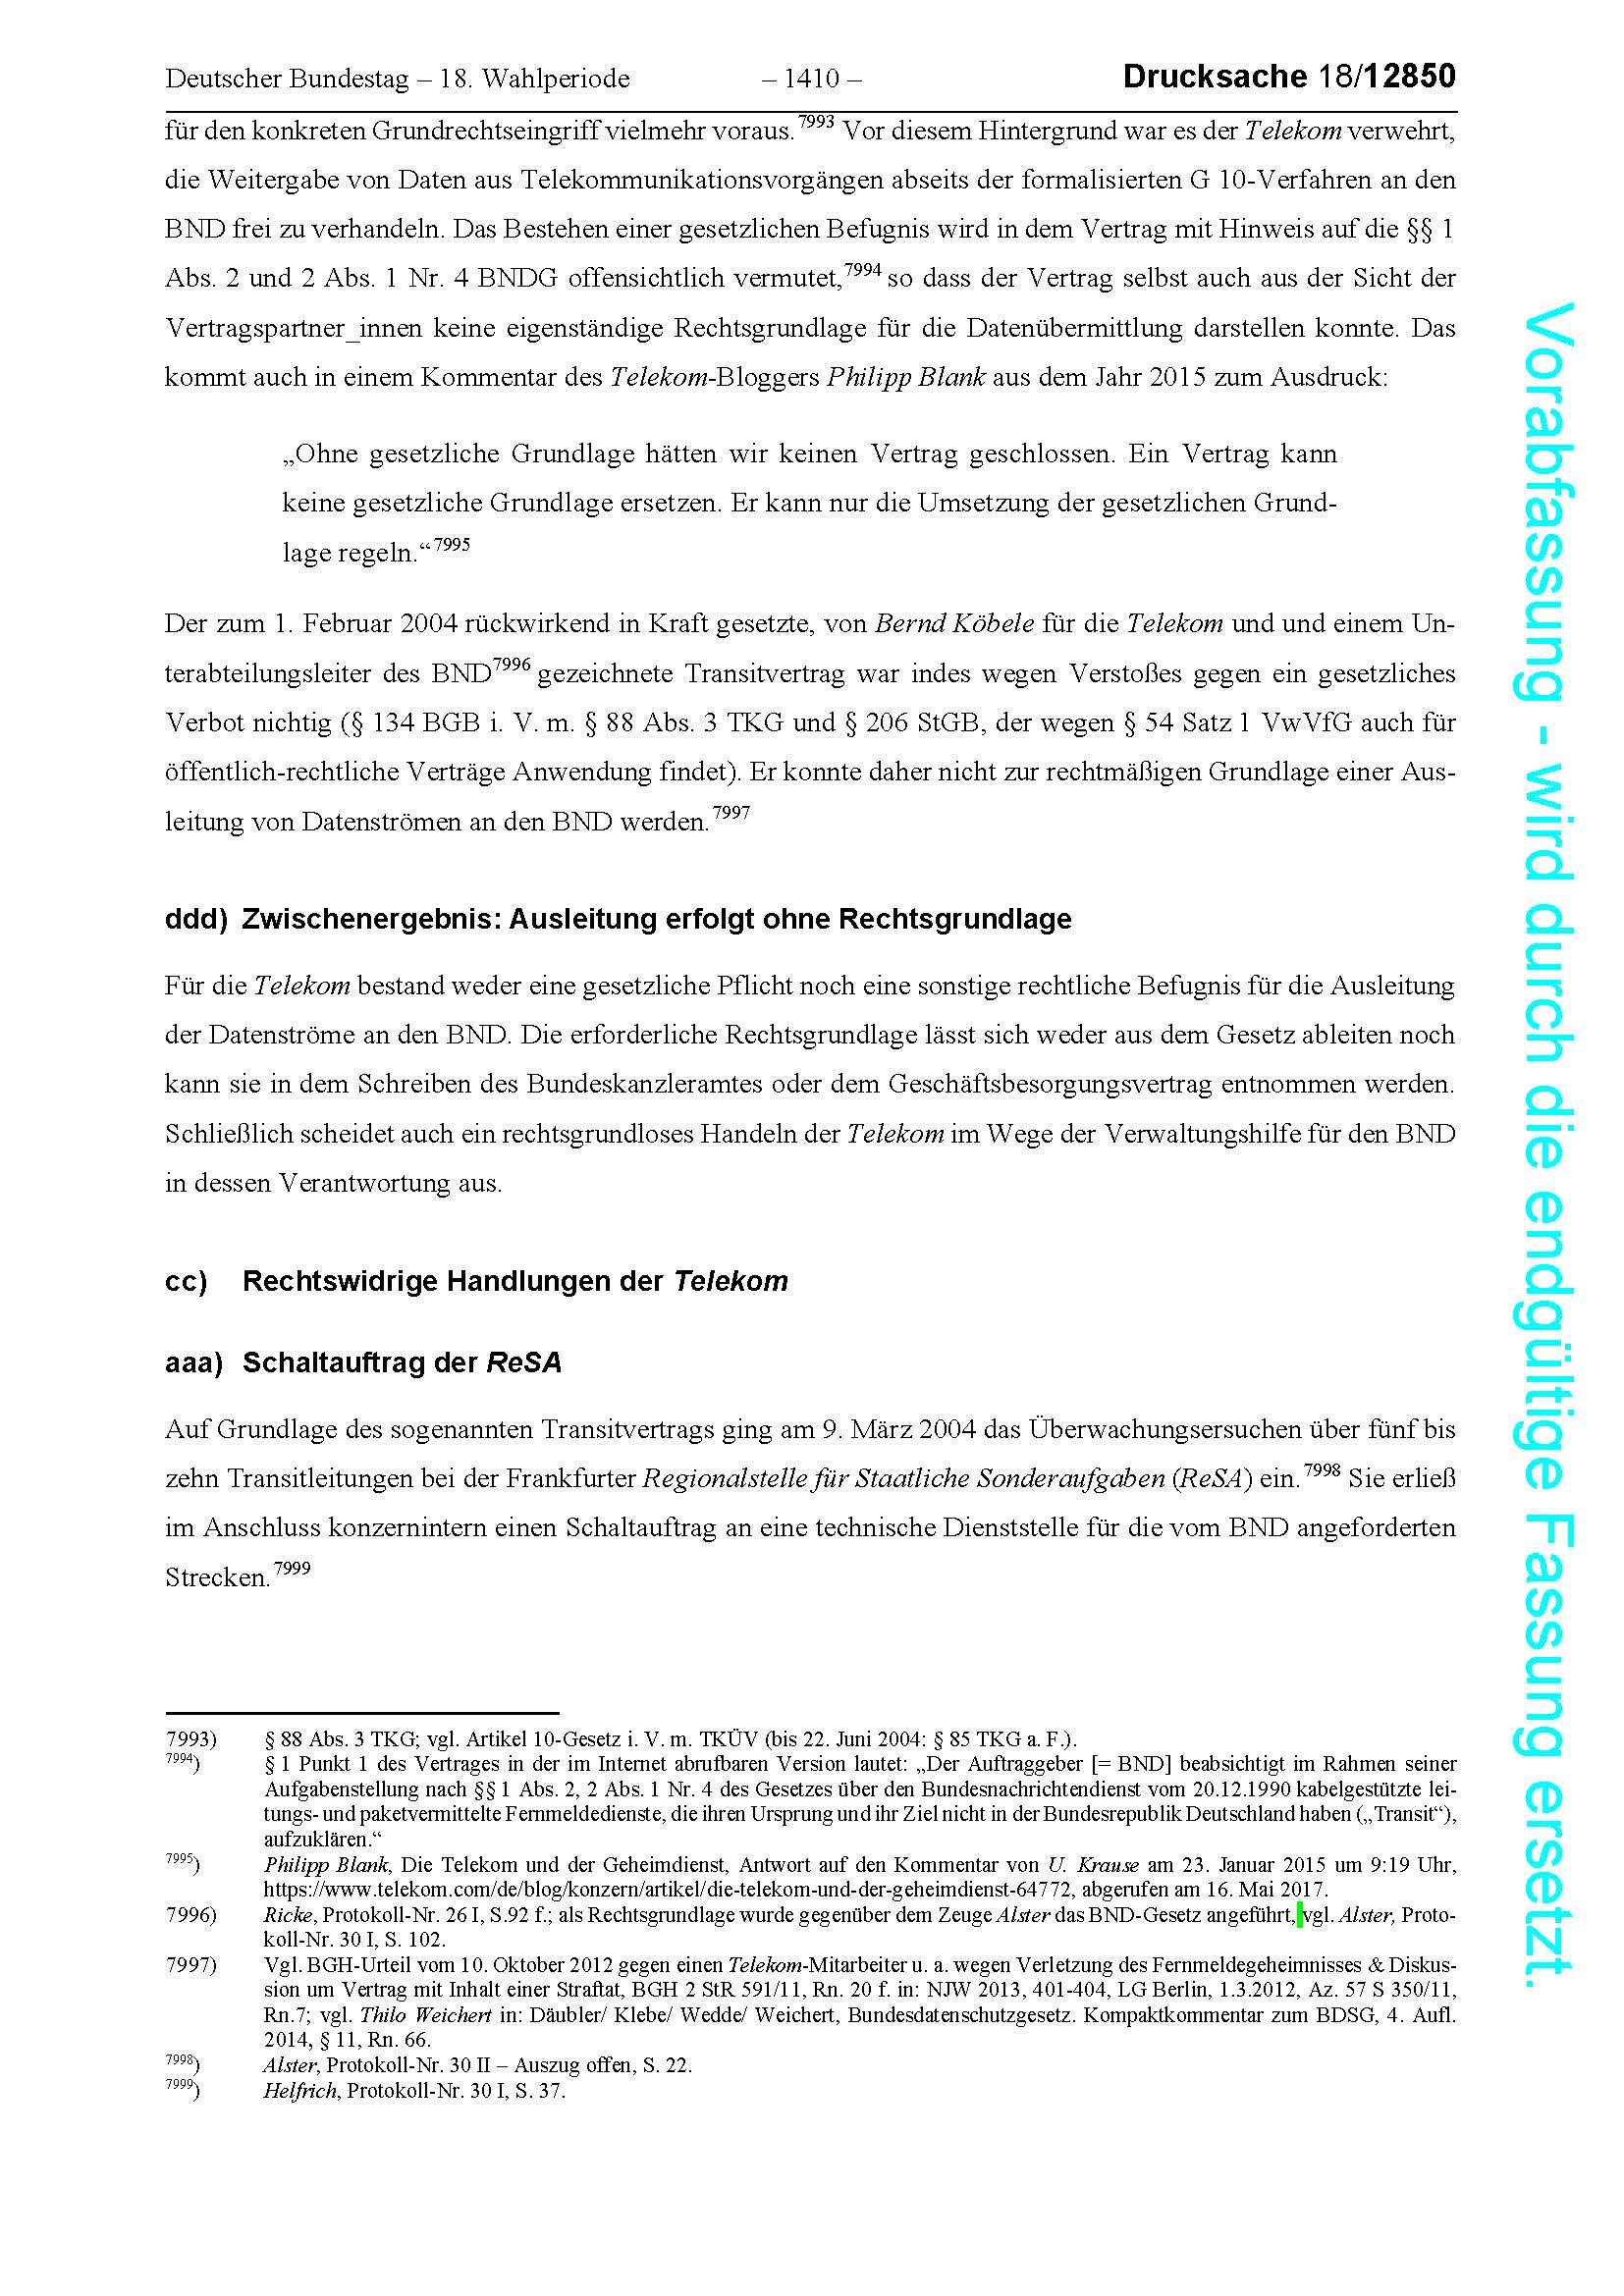 Deutscher Bundestag – 18. Wahlperiode – 1410 – Drucksache 18/12850
für den konkreten Grundrechtseingriff vielmehr voraus.7993 Vor diesem Hintergrund war es der Telekom verwehrt,
die Weitergabe von Daten aus Telekommunikationsvorgängen abseits der formalisierten G 10-Verfahren an den
BND frei zu verhandeln. Das Bestehen einer gesetzlichen Befugnis wird in dem Vertrag mit Hinweis auf die §§ 1
Abs. 2 und 2 Abs. 1 Nr. 4 BNDG offensichtlich vermutet,7994 so dass der Vertrag selbst auch aus der Sicht der
Vertragspartner_innen keine eigenständige Rechtsgrundlage für die Datenübermittlung darstellen konnte. Das
kommt auch in einem Kommentar des Telekom-Bloggers Philipp Blank aus dem Jahr 2015 zum Ausdruck:
„Ohne gesetzliche Grundlage hätten wir keinen Vertrag geschlossen. Ein Vertrag kann
keine gesetzliche Grundlage ersetzen. Er kann nur die Umsetzung der gesetzlichen Grund-
lage regeln.“7995
Der zum 1. Februar 2004 rückwirkend in Kraft gesetzte, von Bernd Köbele für die Telekom und und einem Un-
terabteilungsleiter des BND7996 gezeichnete Transitvertrag war indes wegen Verstoßes gegen ein gesetzliches
Verbot nichtig (§ 134 BGB i. V. m. § 88 Abs. 3 TKG und § 206 StGB, der wegen § 54 Satz 1 VwVfG auch für
öffentlich-rechtliche Verträge Anwendung findet). Er konnte daher nicht zur rechtmäßigen Grundlage einer Aus-
leitung von Datenströmen an den BND werden.7997
ddd) Zwischenergebnis: Ausleitung erfolgt ohne Rechtsgrundlage
Für die Telekom bestand weder eine gesetzliche Pflicht noch eine sonstige rechtliche Befugnis für die Ausleitung
der Datenströme an den BND. Die erforderliche Rechtsgrundlage lässt sich weder aus dem Gesetz ableiten noch
kann sie in dem Schreiben des Bundeskanzleramtes oder dem Geschäftsbesorgungsvertrag entnommen werden.
Schließlich scheidet auch ein rechtsgrundloses Handeln der Telekom im Wege der Verwaltungshilfe für den BND
in dessen Verantwortung aus.
cc) Rechtswidrige Handlungen der Telekom
aaa) Schaltauftrag der ReSA
Auf Grundlage des sogenannten Transitvertrags ging am 9. März 2004 das Überwachungsersuchen über fünf bis
zehn Transitleitungen bei der Frankfurter Regionalstelle für Staatliche Sonderaufgaben (ReSA) ein.7998 Sie erließ
im Anschluss konzernintern einen Schaltauftrag an eine technische Dienststelle für die vom BND angeforderten
Strecken.7999
7993) § 88 Abs. 3 TKG; vgl. Artikel 10-Gesetz i. V. m. TKÜV (bis 22. Juni 2004: § 85 TKG a. F.).
7994) § 1 Punkt 1 des Vertrages in der im Internet abrufbaren Version lautet: „Der Auftraggeber [= BND] beabsichtigt im Rahmen seiner
Aufgabenstellung nach §§ 1 Abs. 2, 2 Abs. 1 Nr. 4 des Gesetzes über den Bundesnachrichtendienst vom 20.12.1990 kabelgestützte lei-
tungs- und paketvermittelte Fernmeldedienste, die ihren Ursprung und ihr Ziel nicht in der Bundesrepublik Deutschland haben („Transit“),
aufzuklären.“
7995) Philipp Blank, Die Telekom und der Geheimdienst, Antwort auf den Kommentar von U. Krause am 23. Januar 2015 um 9:19 Uhr,
https://www.telekom.com/de/blog/konzern/artikel/die-telekom-und-der-geheimdienst-64772, abgerufen am 16. Mai 2017.
7996) Ricke, Protokoll-Nr. 26 I, S.92 f.; als Rechtsgrundlage wurde gegenüber dem Zeuge Alster das BND-Gesetz angeführt, vgl. Alster, Proto-
koll-Nr. 30 I, S. 102.
7997) Vgl. BGH-Urteil vom 10. Oktober 2012 gegen einen Telekom-Mitarbeiter u. a. wegen Verletzung des Fernmeldegeheimnisses & Diskus-
sion um Vertrag mit Inhalt einer Straftat, BGH 2 StR 591/11, Rn. 20 f. in: NJW 2013, 401-404, LG Berlin, 1.3.2012, Az. 57 S 350/11,
Rn.7; vgl. Thilo Weichert in: Däubler/ Klebe/ Wedde/ Weichert, Bundesdatenschutzgesetz. Kompaktkommentar zum BDSG, 4. Aufl.
2014, § 11, Rn. 66.
7998) Alster, Protokoll-Nr. 30 II – Auszug offen, S. 22.
7999) Helfrich, Protokoll-Nr. 30 I, S. 37.
Vorabfassung - wird durch die endgültige Fassung ersetzt.